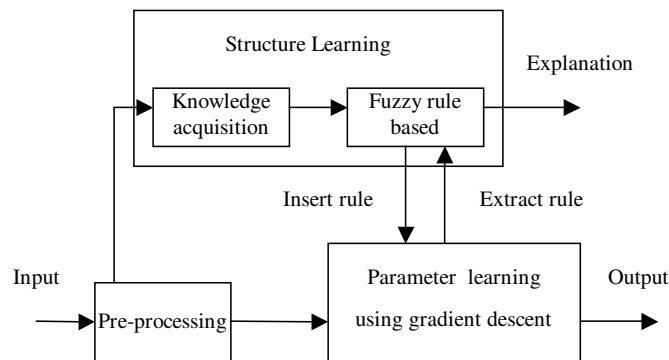 Structure Learning
Explanation
Knowledge
acquisition
Fuzzy rule
based
Insert rule
Extract rule
Input
Pre-processing
Parameter learning
using gradient descent
Output